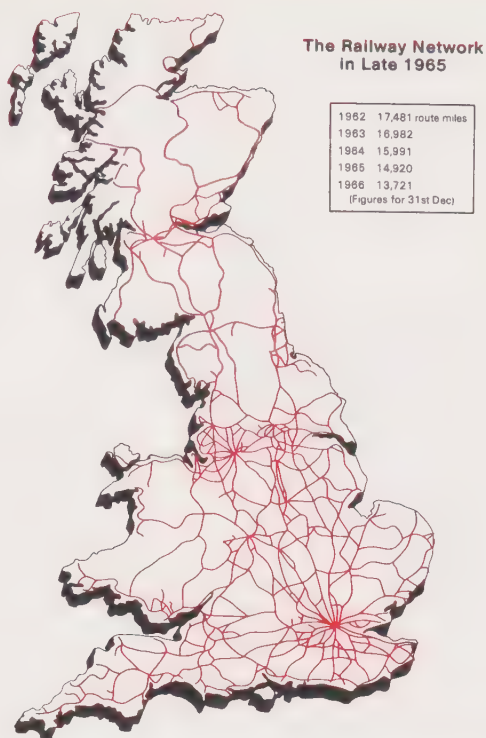 The Railway Network
in Late 1965
1962 17,481 route miles
1963 16,982
1964 15,991
1965 14,920
1966 13,721
(Figures for 31st Dec)